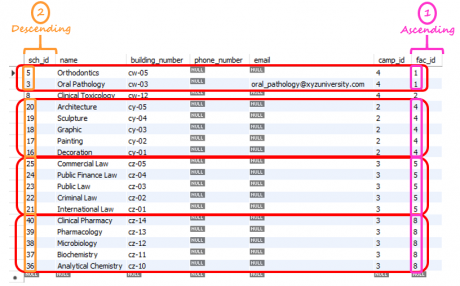 2 1
Descending Ascending
sch_id name building_number phone_number email camp_id fac_id
5 Orthodontics cw-05 NULL NULL 4 1
3 Oral Pathology cw-03 NULL oral_pathology@xyzuniversity.com 4 1
8 Clinical Toxicology cw-12 NULL NULL 4 2
20 Architecture cy-05 NULL NULL 2 4
19 Sculpture cy-04 NULL NULL 2 4
18 Graphic cy-03 NULL NULL 2 4
17 Painting cy-02 NULL NULL 2 4
16 Decoration cy-01 NULL NULL 2 4
25 Commercial Law cz-05 NULL NULL 3 5
24 Public Finance Law cz-04 NULL NULL 3 5
23 Public Law cz-03 NULL NULL 3 5
22 Criminal Law cz-02 NULL NULL 3 5
21 International Law cz-01 NULL NULL 3 5
40 Clinical Pharmacy cz-14 NULL NULL 3 8
39 Pharmacology cz-13 NULL NULL 3 8
38 Microbiology cz-12 NULL NULL 3 8
37 Biochemistry cz-11 NULL NULL 3 8
36 Analytical Chemistry cz-10 NULL NULL 3 8
NULL NULL NULL NULL NULL NULL NULL